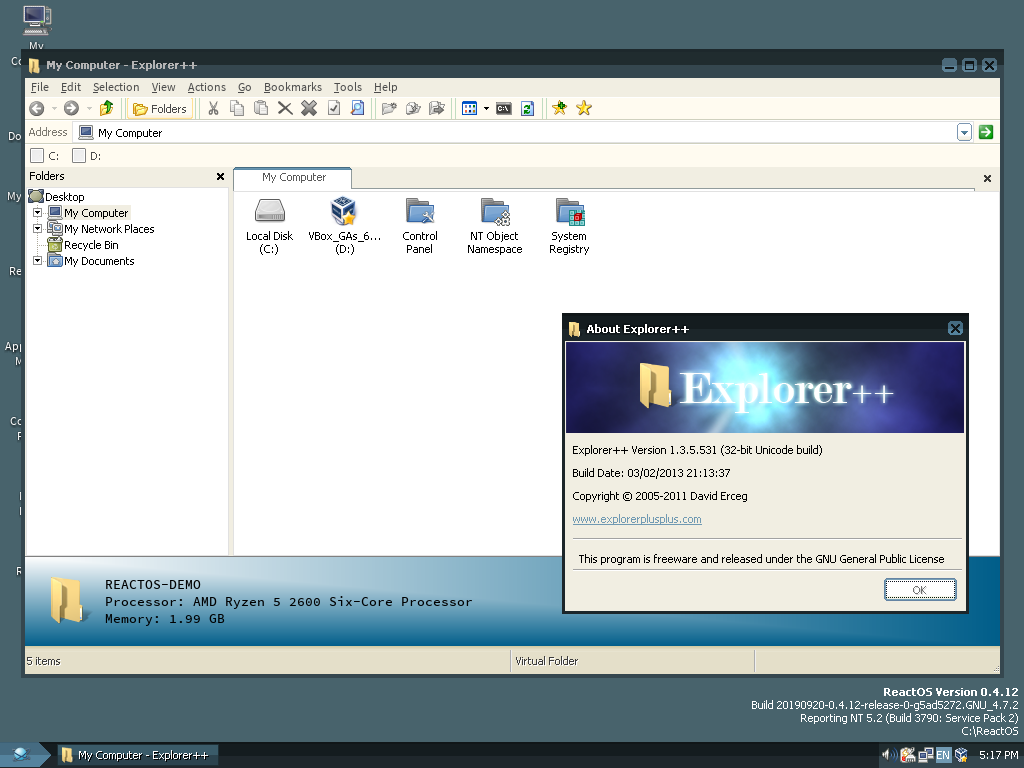 My
My Computer - Explorer++
File Edit Selection View Actions Go Bookmarks Tools Help
Folders
Address My Computer
C: D:
Folders
My Computer
Desktop
My Computer
My Network Places
Recycle Bin
My Documents
Local Disk (C:)
VBox_GAs_6... (D:)
Control Panel
NT Object Namespace
System Registry
About Explorer++
Explorer++
Explorer++ Version 1.3.5.531 (32-bit Unicode build)
Build Date: 03/02/2013 21:13:37
Copyright © 2005-2011 David Erceg
www.explorerplusplus.com
This program is freeware and released under the GNU General Public License
OK
REACTOS-DEMO
Processor: AMD Ryzen 5 2600 Six-Core Processor
Memory: 1.99 GB
5 items
Virtual Folder
ReactOS Version 0.4.12
Build 20190920-0.4.12-release-0-g5ad5272.GNU_4.7.2
Reporting NT 5.2 (Build 3790: Service Pack 2)
C:\ReactOS
My Computer - Explorer++
EN
5:17 PM